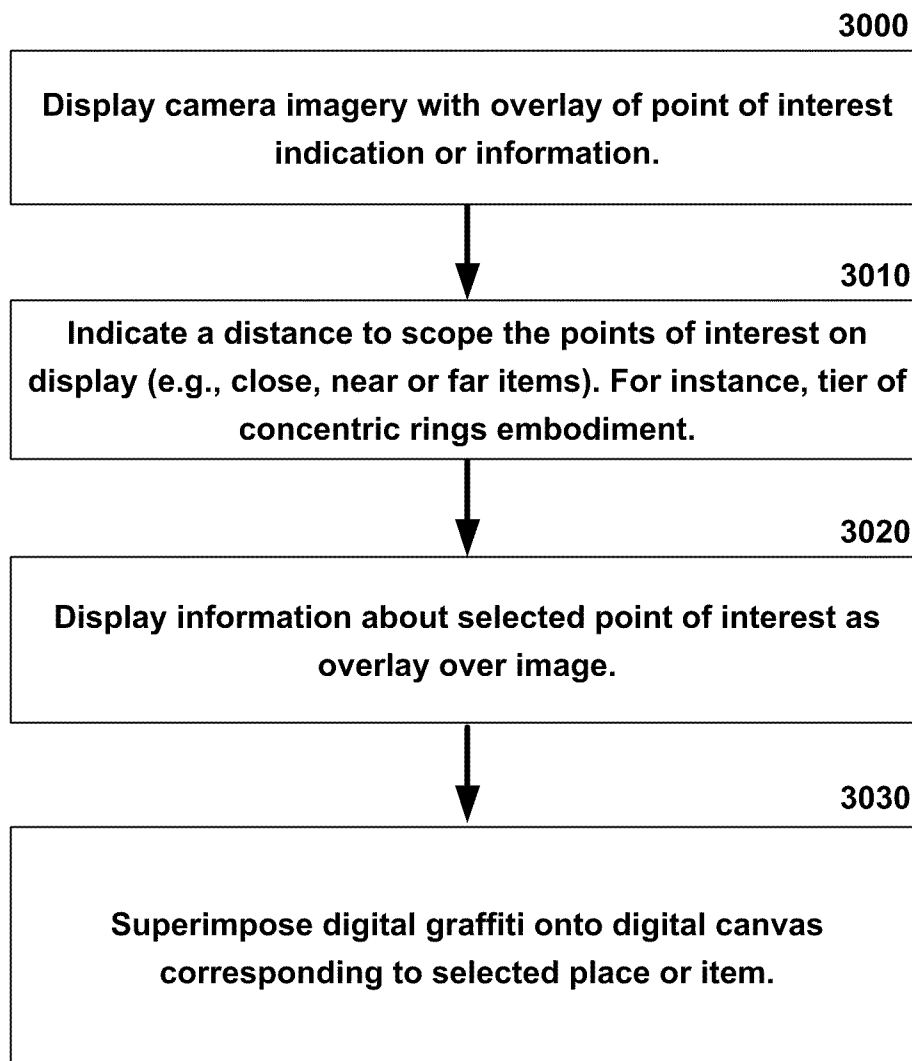 3000
Display camera imagery with overlay of point of interest
indication or information.
3010
Indicate a distance to scope the points of interest on
display (e.g., close, near or far items). For instance, tier of
concentric rings embodiment.
3020
Display information about selected point of interest as
overlay over image.
3030
Superimpose digital graffiti onto digital canvas
corresponding to selected place or item.